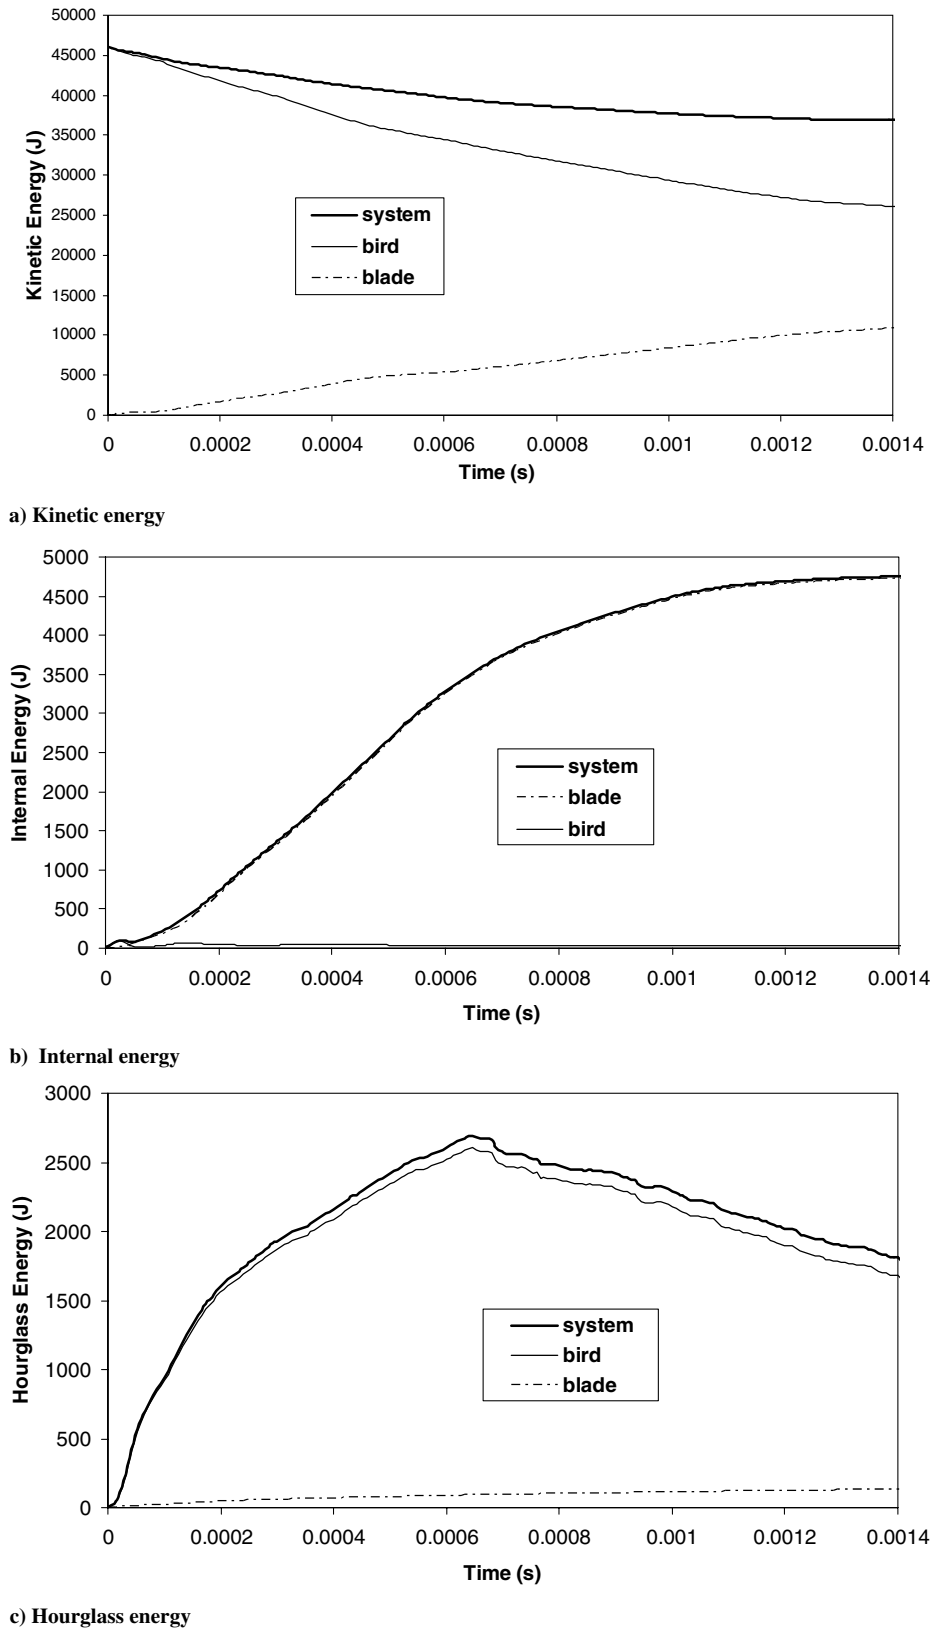 50000
45000
40000
35000
30000
25000
20000
15000
10000
5000
0
Kinetic Energy (J)
system
bird
blade
0 0.0002 0.0004 0.0006 0.0008 0.001 0.0012 0.0014
Time (s)
a) Kinetic energy
5000
4500
4000
3500
3000
2500
2000
1500
1000
500
0
Internal Energy (J)
system
blade
bird
0 0.0002 0.0004 0.0006 0.0008 0.001 0.0012 0.0014
Time (s)
b) Internal energy
3000
2500
2000
1500
1000
500
0
Hourglass Energy (J)
system
bird
blade
0 0.0002 0.0004 0.0006 0.0008 0.001 0.0012 0.0014
Time (s)
c) Hourglass energy